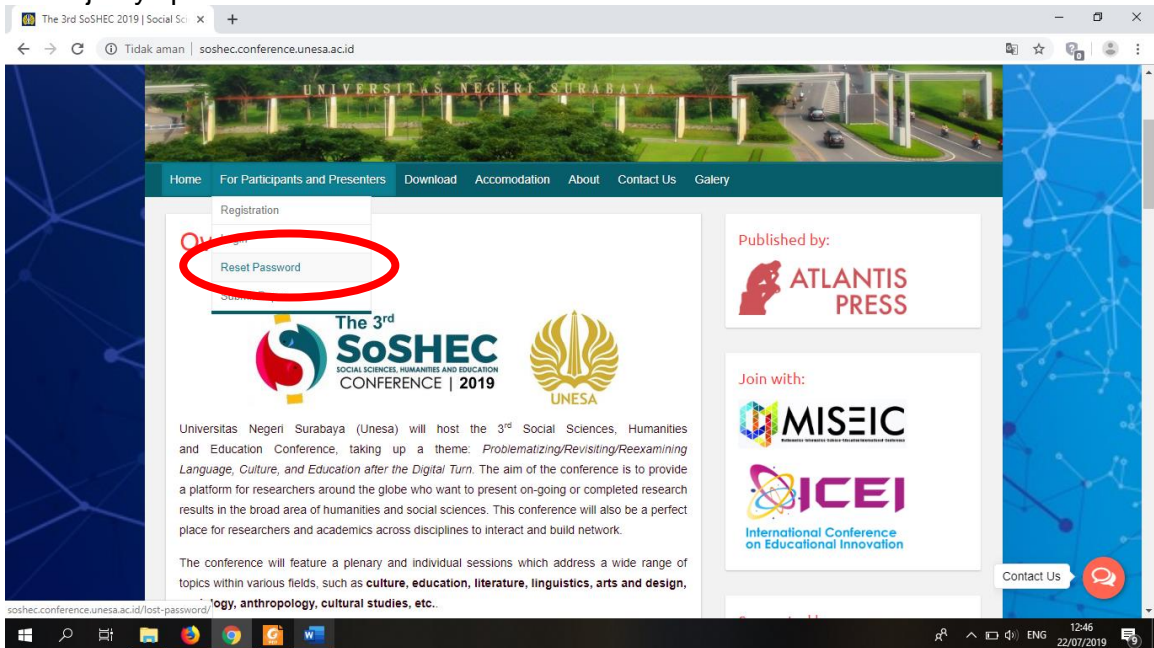 The 3rd SoSHEC 2019 | Social Sci
Tidak aman | soshec.conference.unesa.ac.id
UNIVERSITAS NEGERI SURABAYA
Home For Participants and Presenters Download Accomodation About Contact Us Galery
Registration
Reset Password
The 3rd
SoSHEC
SOCIAL SCIENCES, HUMANITIES AND EDUCATION
CONFERENCE | 2019
UNESA
Universitas Negeri Surabaya (Unesa) will host the 3rd Social Sciences, Humanities
and Education Conference, taking up a theme: Problematizing/Revisiting/Reexamining
Language, Culture, and Education after the Digital Turn. The aim of the conference is to provide
a platform for researchers around the globe who want to present on-going or completed research
results in the broad area of humanities and social sciences. This conference will also be a perfect
place for researchers and academics across disciplines to interact and build network.
The conference will feature a plenary and individual sessions which address a wide range of
topics within various fields, such as culture, education, literature, linguistics, arts and design,
anthropology, cultural studies, etc..
Published by:
ATLANTIS
PRESS
Join with:
MISEIC
ICEI
International Conference
on Educational Innovation
Contact Us
soshec.conference.unesa.ac.id/lost-password/
ENG
12:46
22/07/2019